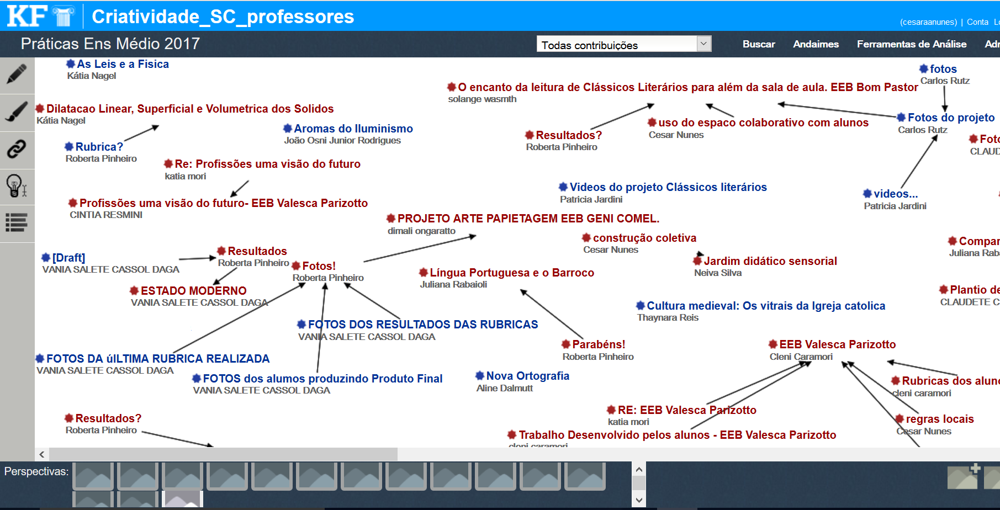 KF Criatividade_SC_professores
(cesaraanunes) | Conta
Práticas Ens Médio 2017
Todas contribuições
Buscar Andaimes Ferramentas de Análise
As Leis e a Fisica
Kátia Nagel
fotos
Carlos Rutz
O encanto da leitura de Clássicos Literários para além da sala de aula. EEB Bom Pastor
solange wasmth
Dilatacao Linear, Superficial e Volumetrica dos Solidos
Kátia Nagel
Fotos do projeto
Carlos Rutz
uso do espaco colaborativo com alunos
Cesar Nunes
Aromas do Iluminismo
João Osni Junior Rodrigues
Resultados?
Roberta Pinheiro
Rubrica?
Roberta Pinheiro
Re: Profissões uma visão do futuro
katia mori
Videos do projeto Clássicos literários
Patricia Jardini
videos...
Patricia Jardini
Profissões uma visão do futuro- EEB Valesca Parizotto
CINTIA RESMINI
PROJETO ARTE PAPIETAGEM EEB GENI COMEL.
dimali ongaratto
construção coletiva
Cesar Nunes
Resultados
Roberta Pinheiro
[Draft]
VANIA SALETE CASSOL DAGA
Jardim didático sensorial
Neiva Silva
Fotos!
Roberta Pinheiro
Língua Portuguesa e o Barroco
Juliana Rabaioli
ESTADO MODERNO
VANIA SALETE CASSOL DAGA
Plantio de
CLAUDETE C
Cultura medieval: Os vitrais da Igreja catolica
Thaynara Reis
FOTOS DOS RESULTADOS DAS RUBRICAS
VANIA SALETE CASSOL DAGA
Parabéns!
Roberta Pinheiro
EEB Valesca Parizotto
Cleni Caramori
FOTOS DA úlLTIMA RUBRICA REALIZADA
VANIA SALETE CASSOL DAGA
Nova Ortografia
Aline Dalmutt
FOTOS dos alumos produzindo Produto Final
VANIA SALETE CASSOL DAGA
Rubricas dos
cleni caramori
RE: EEB Valesca Parizotto
katia mori
Resultados?
Roberta Pinheiro
regras locais
Cesar Nunes
Trabalho Desenvolvido pelos alunos - EEB Valesca Parizotto
cleni caramori
Perspectivas: